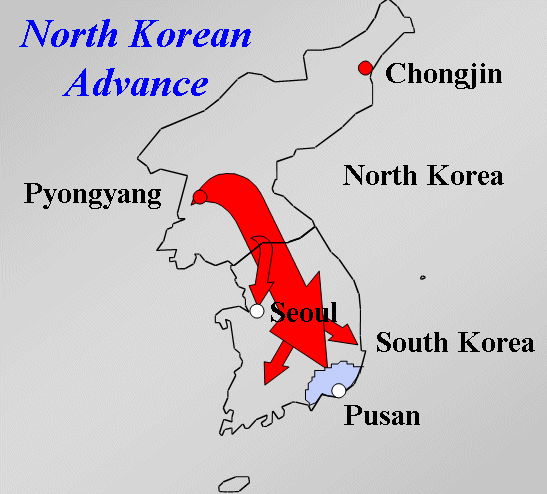 North Korean
Advance
Chongjin
North Korea
Pyongyang
Seoul
South Korea
Pusan